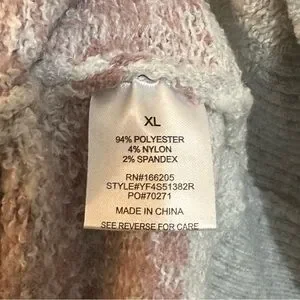 XL
94% POLYESTER
4% NYLON
2% SPANDEX
RN#166205
STYLE#YF4S51382R
PO#70271
MADE IN CHINA
SEE REVERSE FOR CARE